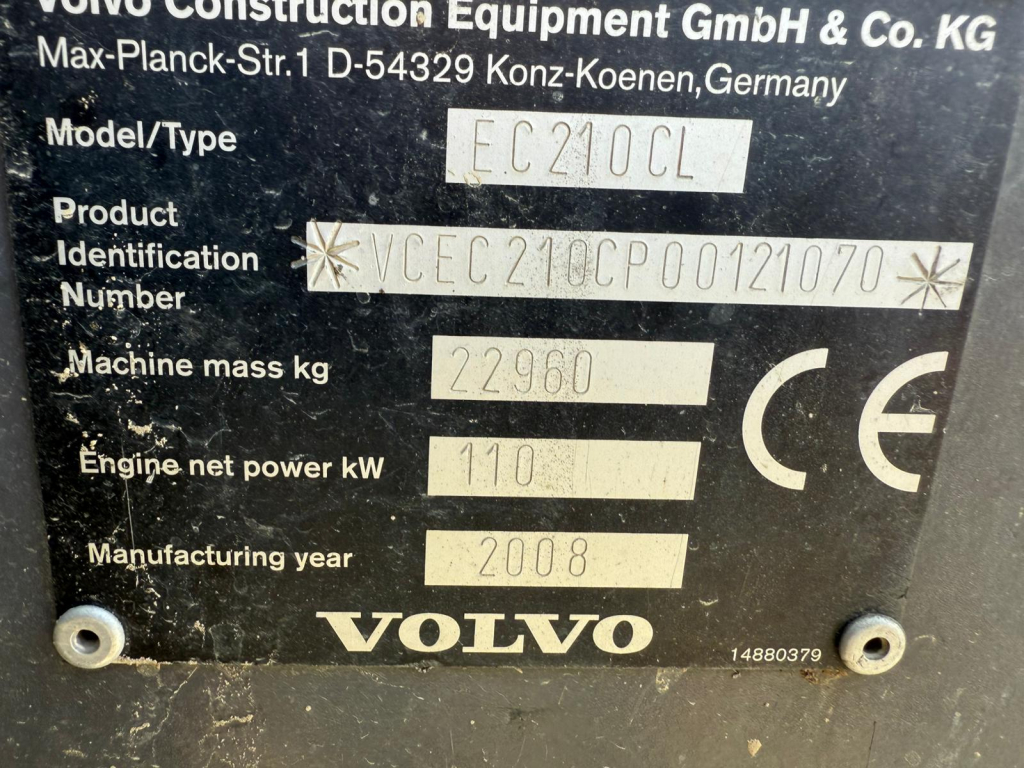 Volvo Construction Equipment GmbH & Co. KG
Max-Planck-Str.1 D-54329 Konz-Koenen,Germany
Model/Type EC210CL
Product
Identification
Number
*VCEC210CP00121070*
Machine mass kg 22960
Engine net power kW 110
Manufacturing year 2008
CE
VOLVO
14880379